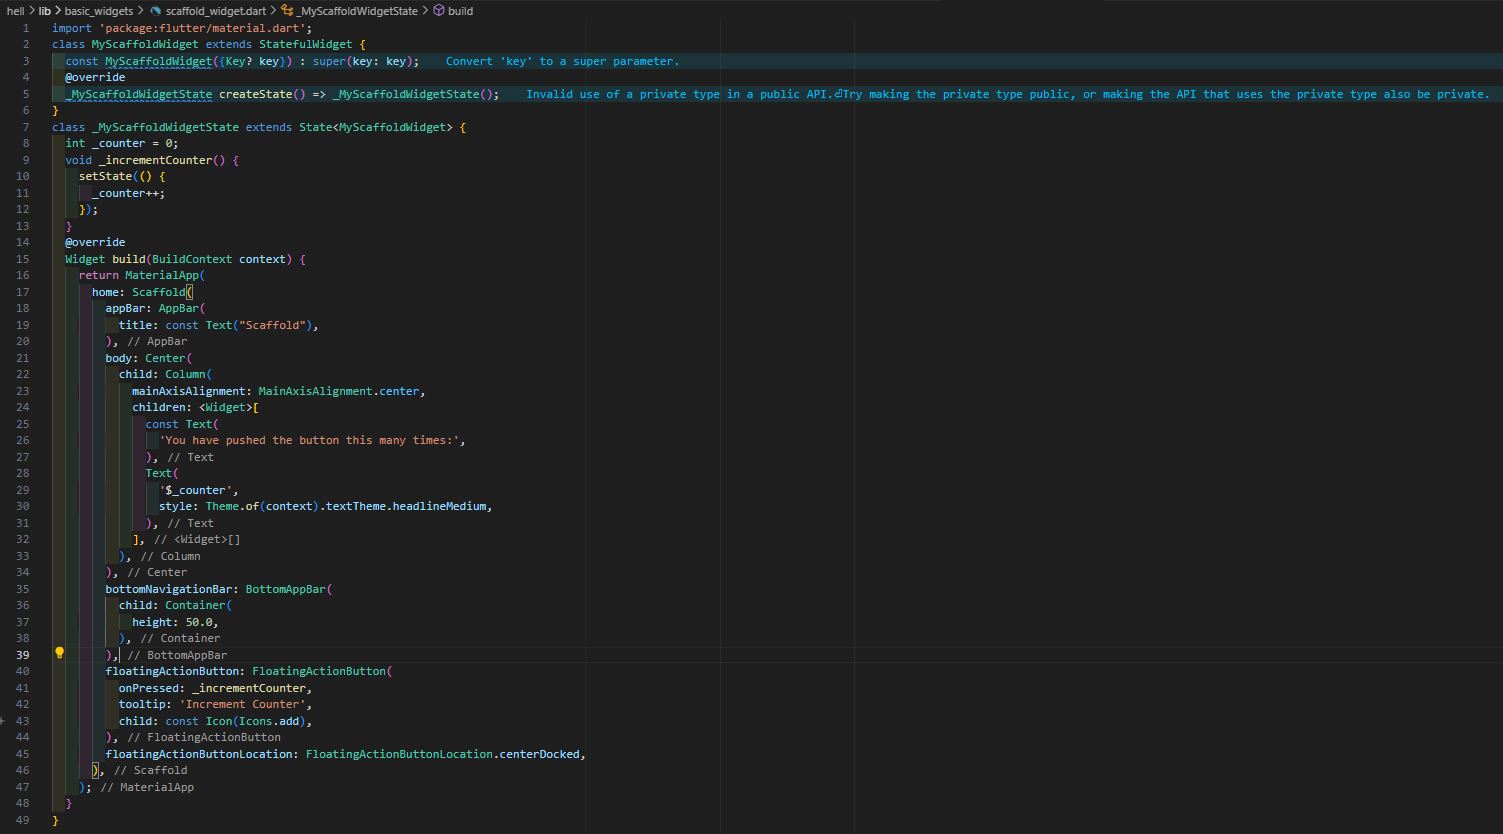 hell > lib > basic_widgets > scaffold_widget.dart > _MyScaffoldWidgetState > build
1 import 'package:flutter/material.dart';
2 class MyScaffoldWidget extends StatefulWidget {
3 const MyScaffoldWidget({Key? key}) : super(key: key); Convert 'key' to a super parameter.
4 @override
5 _MyScaffoldWidgetState createState() => _MyScaffoldWidgetState(); Invalid use of a private type in a public API.⏎Try making the private type public, or making the API that uses the private type also be private.
6 }
7 class _MyScaffoldWidgetState extends State<MyScaffoldWidget> {
8 int _counter = 0;
9 void _incrementCounter() {
10 setState(() {
11 _counter++;
12 });
13 }
14 @override
15 Widget build(BuildContext context) {
16 return MaterialApp(
17 home: Scaffold(
18 appBar: AppBar(
19 title: const Text("Scaffold"),
20 ), // AppBar
21 body: Center(
22 child: Column(
23 mainAxisAlignment: MainAxisAlignment.center,
24 children: <Widget>[
25 const Text(
26 'You have pushed the button this many times:',
27 ), // Text
28 Text(
29 '$_counter',
30 style: Theme.of(context).textTheme.headlineMedium,
31 ), // Text
32 ], // <Widget>[]
33 ), // Column
34 ), // Center
35 bottomNavigationBar: BottomAppBar(
36 child: Container(
37 height: 50.0,
38 ), // Container
39 ), // BottomAppBar
40 floatingActionButton: FloatingActionButton(
41 onPressed: _incrementCounter,
42 tooltip: 'Increment Counter',
43 child: const Icon(Icons.add),
44 ), // FloatingActionButton
45 floatingActionButtonLocation: FloatingActionButtonLocation.centerDocked,
46 ), // Scaffold
47 ); // MaterialApp
48 }
49 }